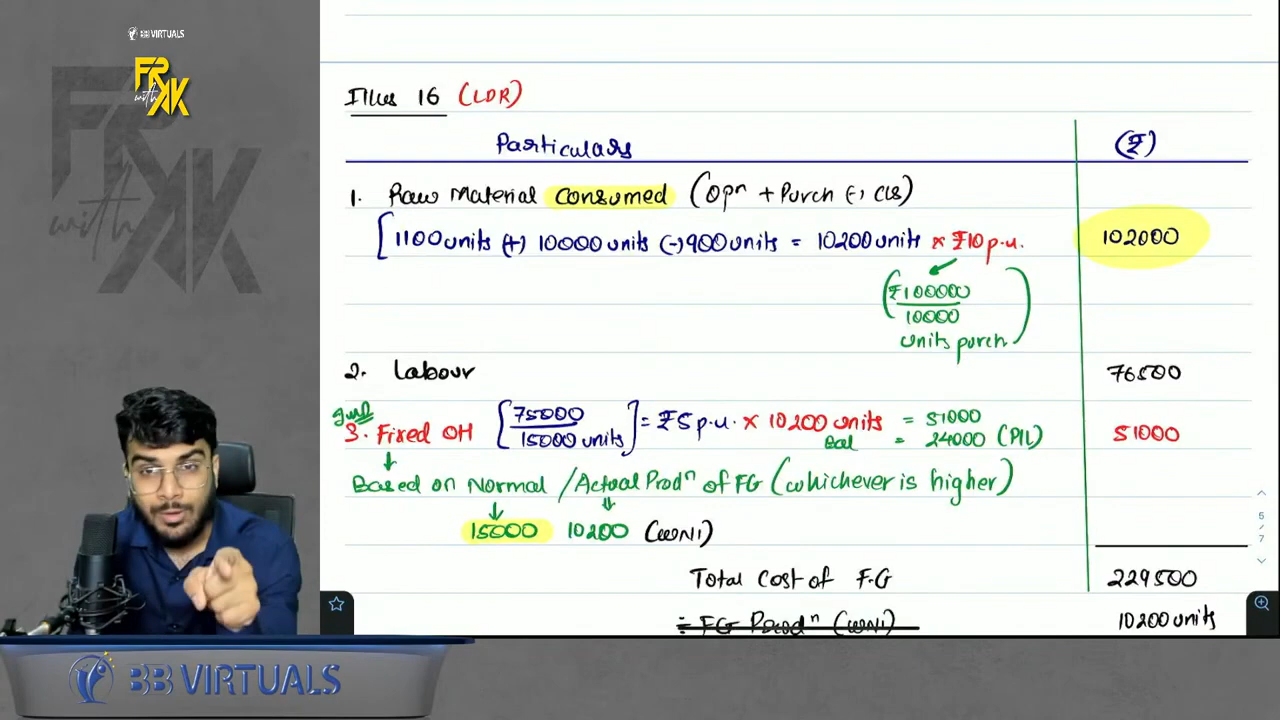 BB VIRTUALS
FR
with
AK
Illus 16 (LDR)
Particulars (₹)
1. Raw Material Consumed (Opn + Purch (-) Cls)
[1100 units (+) 10000 units (-) 900 units = 10200 units × ₹10 p.u. 102000
(₹100000
10000
units purch)
2. Labour 76500
3. Fixed OH [75000 / 15000 units] = ₹5 p.u. × 10200 units = 51000 51000
Bal = 24000 (P/L)
Based on Normal / Actual Prodn of FG (whichever is higher)
15000 10200 (WN1)
Total Cost of F.G 229500
÷ FG Prodn (WN1) 10200 units
5
/
7
BB VIRTUALS